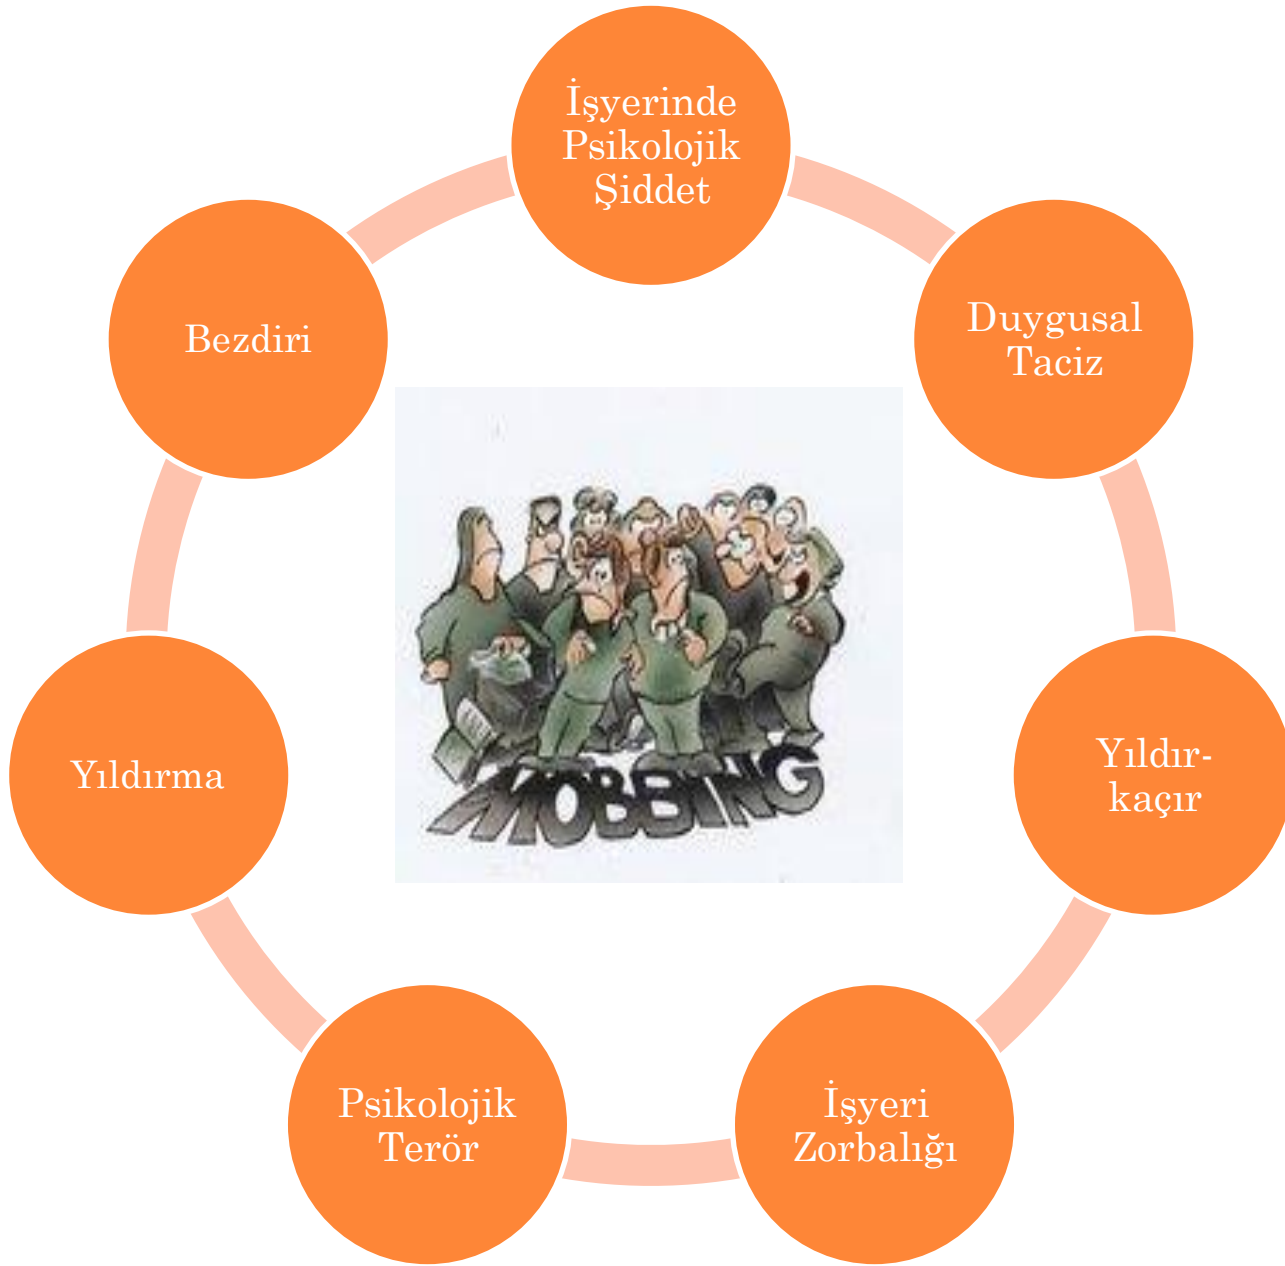 İşyerinde
Psikolojik
Şiddet
Duygusal
Taciz
Yıldır-
kaçır
İşyeri
Zorbalığı
Psikolojik
Terör
Yıldırma
Bezdiri
MOBBING